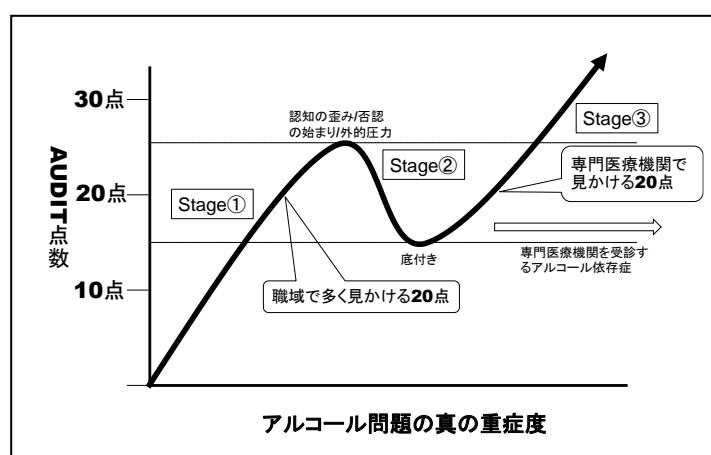 30点
20点
10点
AUDIT点数
認知の歪み/否認
の始まり/外的圧力
Stage①
Stage②
Stage③
専門医療機関で
見かける20点
底付き
専門医療機関を受診す
るアルコール依存症
職域で多く見かける20点
アルコール問題の真の重症度